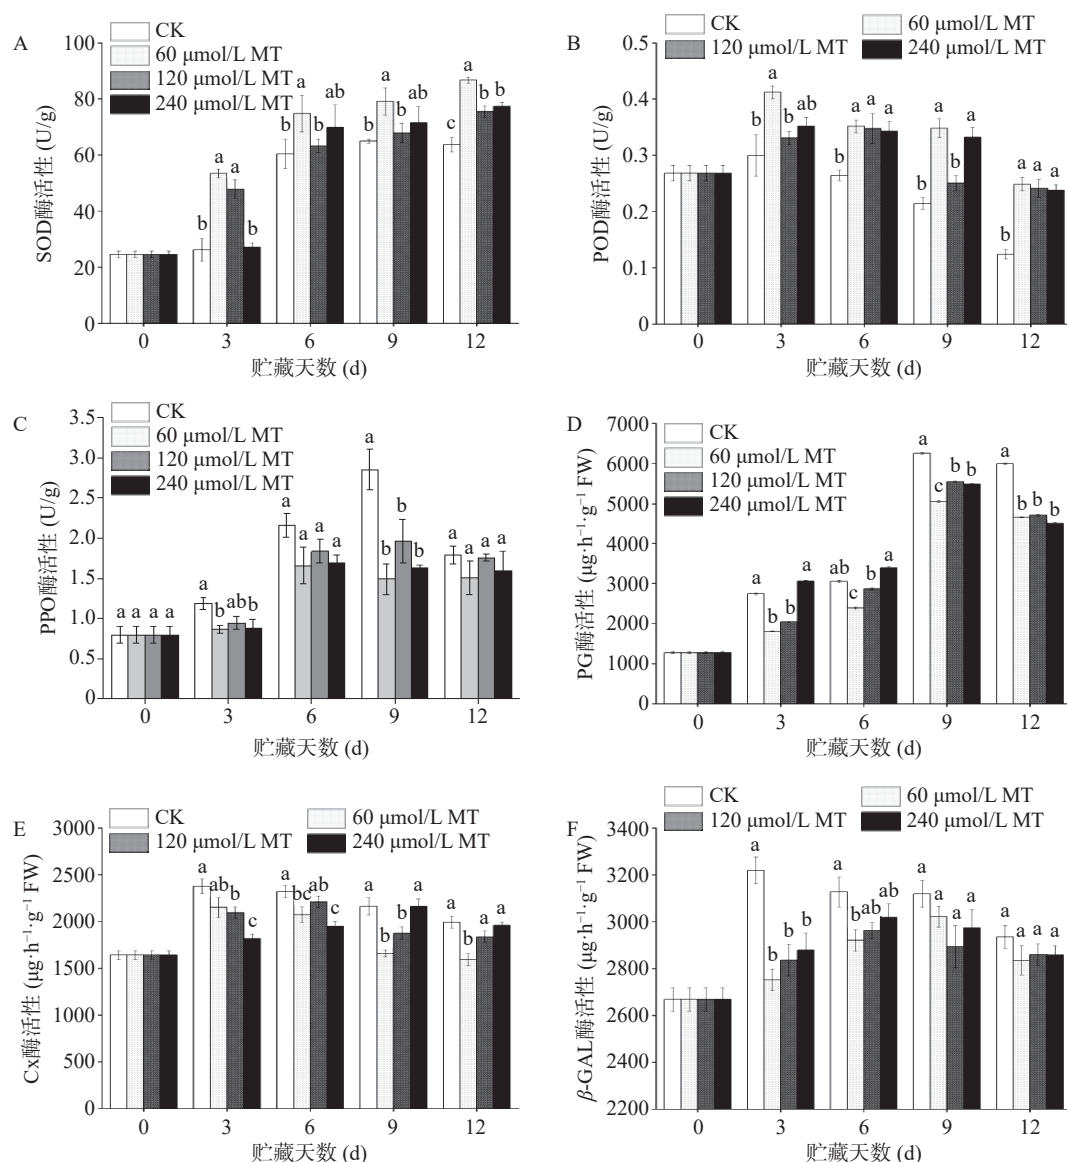 A
CK
60 μmol/L MT
120 μmol/L MT
240 μmol/L MT
SOD酶活性 (U/g)
100
80
60
40
20
0
b a a b
b a b ab
b a b ab
c a b b
0 3 6 9 12
贮藏天数 (d)
B
CK
60 μmol/L MT
120 μmol/L MT
240 μmol/L MT
POD酶活性 (U/g)
0.5
0.4
0.3
0.2
0.1
0
b a b ab
b a a a
b a b a
b a a a
0 3 6 9 12
贮藏天数 (d)
C
CK
60 μmol/L MT
120 μmol/L MT
240 μmol/L MT
PPO酶活性 (U/g)
3.5
3.0
2.5
2.0
1.5
1.0
0.5
0
a a a a
a b ab b
a a a a
a b b b
a a a a
0 3 6 9 12
贮藏天数 (d)
D
CK
60 μmol/L MT
120 μmol/L MT
240 μmol/L MT
PG酶活性 (μg·h⁻¹·g⁻¹ FW)
7000
6000
5000
4000
3000
2000
1000
0
a b b a
ab c b a
a c b b
a b b b
0 3 6 9 12
贮藏天数 (d)
E
CK
60 μmol/L MT
120 μmol/L MT
240 μmol/L MT
Cx酶活性 (μg·h⁻¹·g⁻¹ FW)
3000
2500
2000
1500
1000
500
0
a ab b c
a bc ab c
a b b a
a b a a
0 3 6 9 12
贮藏天数 (d)
F
CK
60 μmol/L MT
120 μmol/L MT
240 μmol/L MT
β-GAL酶活性 (μg·h⁻¹·g⁻¹ FW)
3400
3200
3000
2800
2600
2400
2200
a b b b
a b ab ab
a a a a
a a a a
0 3 6 9 12
贮藏天数 (d)